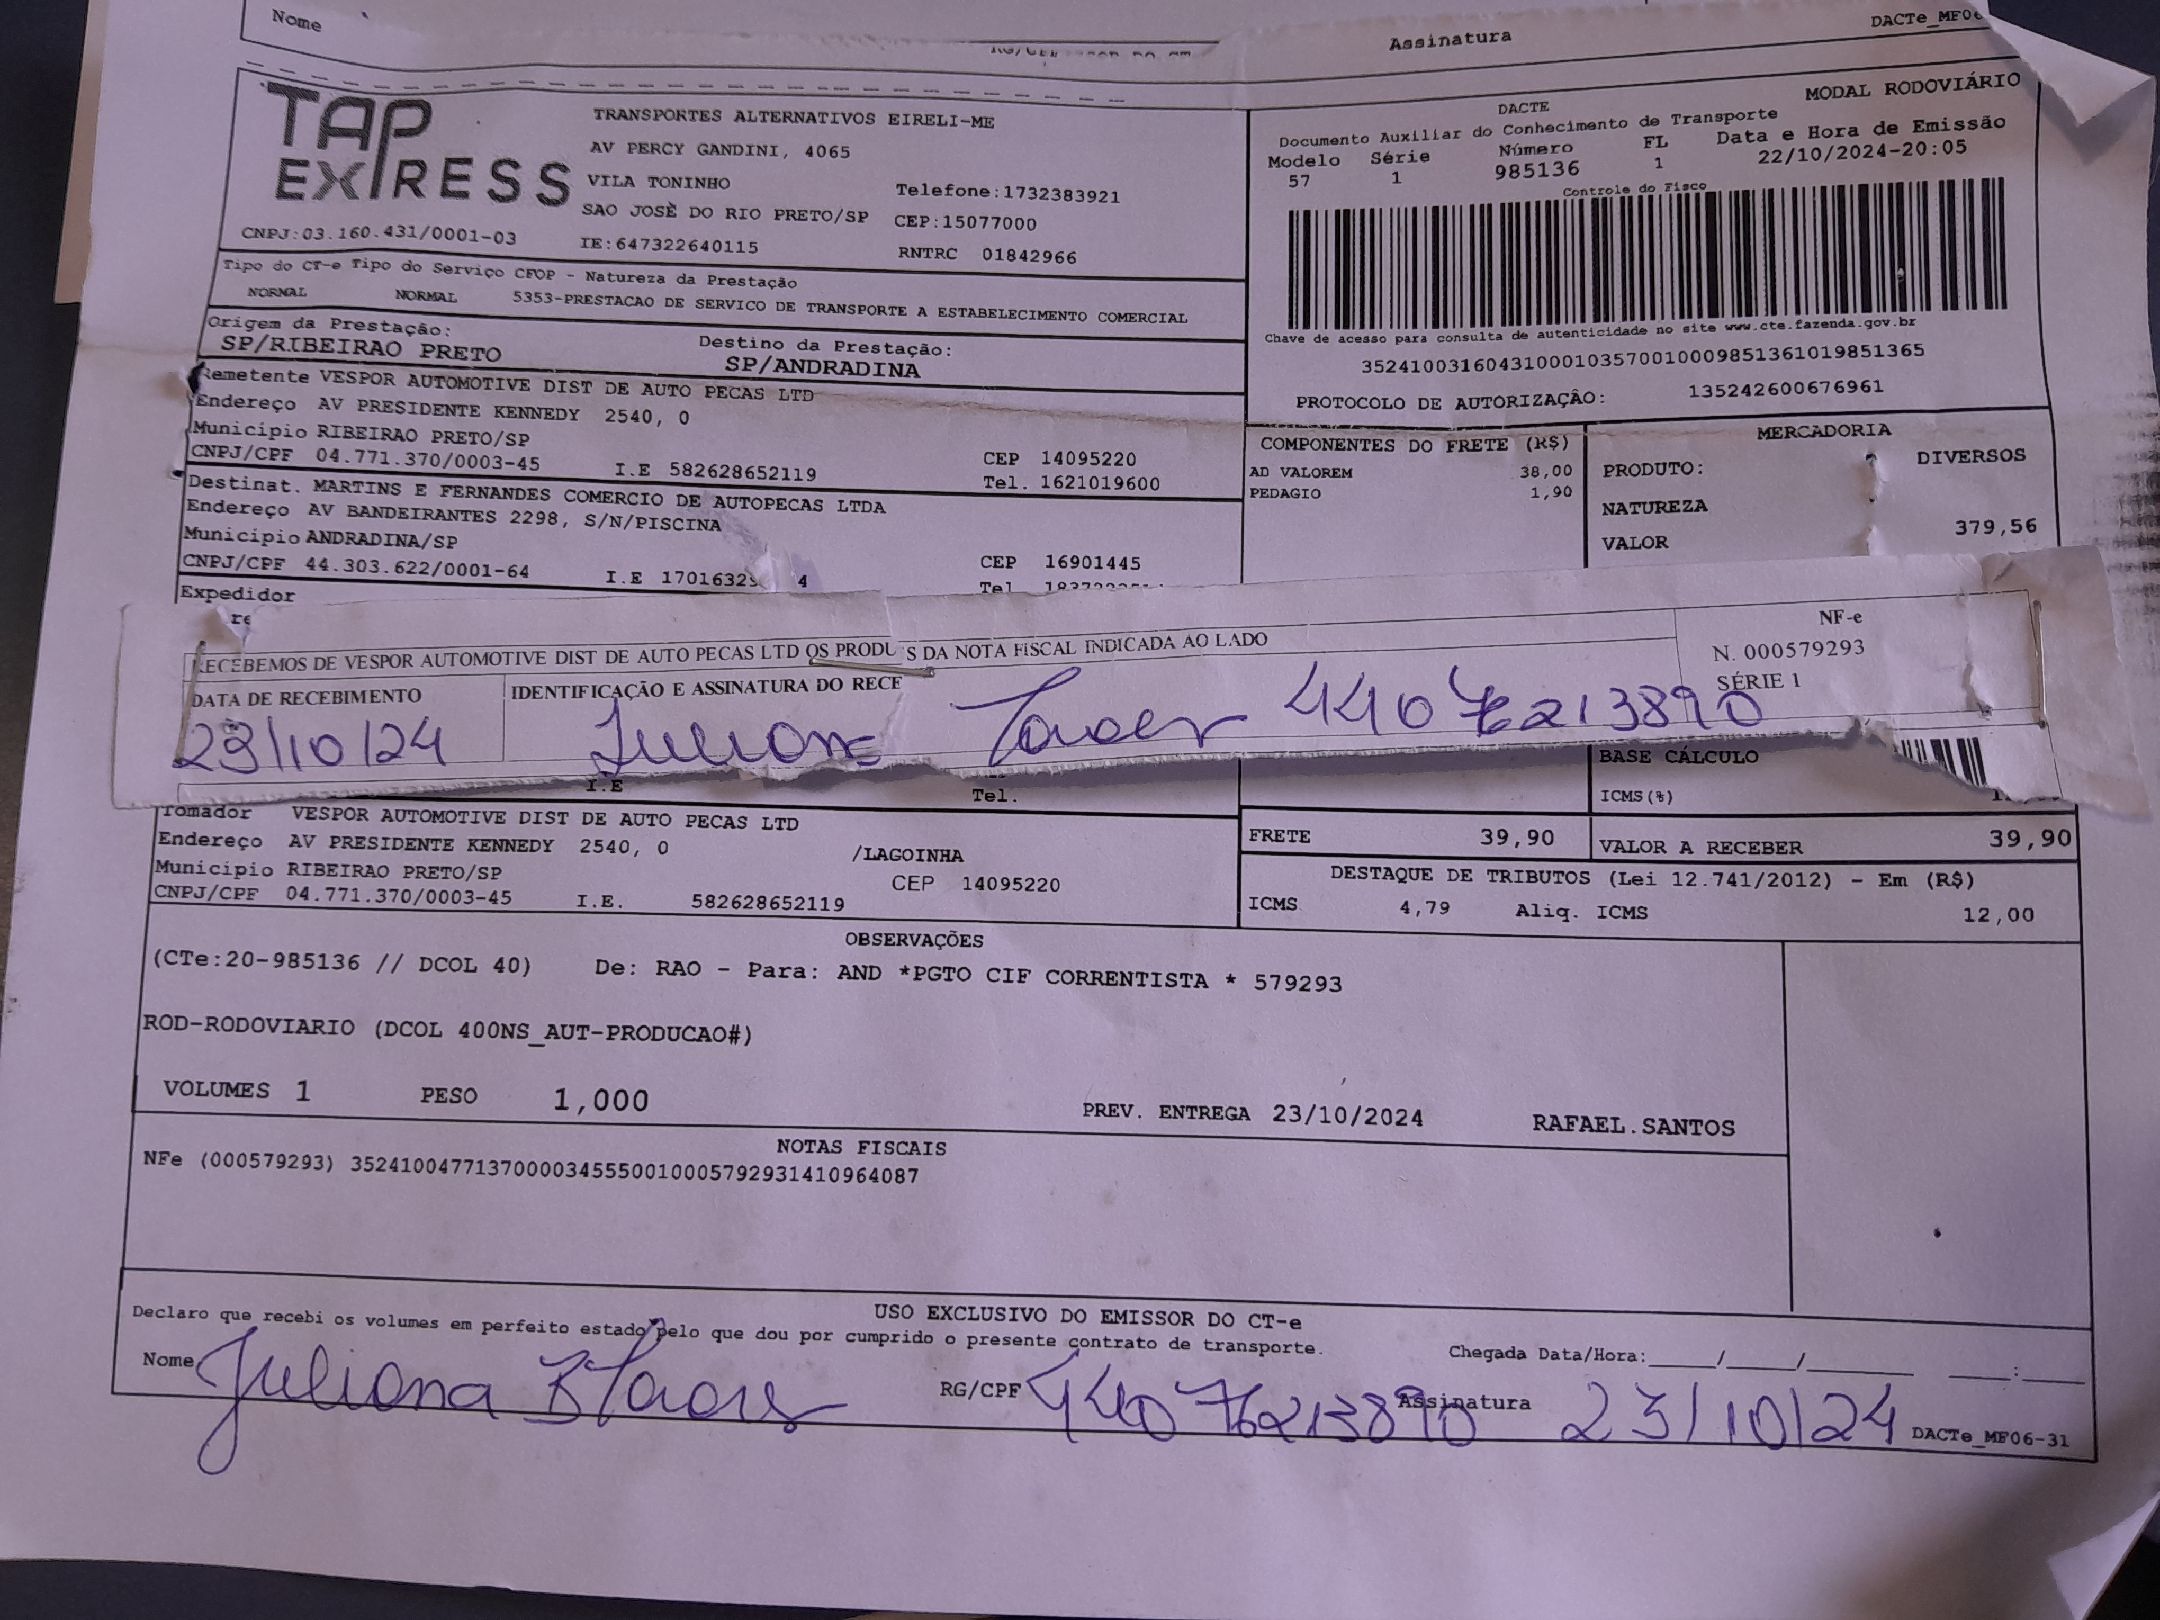 Nome
Assinatura
DACTe_MF06
TAP EXPRESS
TRANSPORTES ALTERNATIVOS EIRELI-ME
AV PERCY GANDINI, 4065
VILA TONINHO
Telefone:1732383921
SAO JOSÈ DO RIO PRETO/SP CEP:15077000
CNPJ:03.160.431/0001-03 IE:647322640115 RNTRC 01842966
DACTE
MODAL RODOVIÁRIO
Documento Auxiliar do Conhecimento de Transporte
Modelo Série Número FL Data e Hora de Emissão
57 1 985136 1 22/10/2024-20:05
Controle do Fisco
Chave de acesso para consulta de autenticidade no site www.cte.fazenda.gov.br
35241003160431000103570010009851361019851365
PROTOCOLO DE AUTORIZAÇÂO: 135242600676961
Tipo do CT-e Tipo do Serviço CFOP - Natureza da Prestação
NORMAL NORMAL 5353-PRESTACAO DE SERVICO DE TRANSPORTE A ESTABELECIMENTO COMERCIAL
Origem da Prestação: Destino da Prestação:
SP/RIBEIRAO PRETO SP/ANDRADINA
Remetente VESPOR AUTOMOTIVE DIST DE AUTO PECAS LTD
Endereço AV PRESIDENTE KENNEDY 2540, 0
Municipio RIBEIRAO PRETO/SP CEP 14095220
CNPJ/CPF 04.771.370/0003-45 I.E 582628652119 Tel. 1621019600
Destinat. MARTINS E FERNANDES COMERCIO DE AUTOPECAS LTDA
Endereço AV BANDEIRANTES 2298, S/N/PISCINA
Municipio ANDRADINA/SP CEP 16901445
CNPJ/CPF 44.303.622/0001-64 I.E 17016329 4 Tel
Expedidor
COMPONENTES DO FRETE (R$)
AD VALOREM 38,00
PEDAGIO 1,90
MERCADORIA
PRODUTO: DIVERSOS
NATUREZA
VALOR 379,56
RECEBEMOS DE VESPOR AUTOMOTIVE DIST DE AUTO PECAS LTD OS PRODU S DA NOTA FISCAL INDICADA AO LADO
DATA DE RECEBIMENTO IDENTIFICAÇÃO E ASSINATURA DO RECE
23/10/24 44076213890
NF-e
N. 000579293
SÉRIE 1
I.E Tel.
BASE CÁLCULO
ICMS(%)
Tomador VESPOR AUTOMOTIVE DIST DE AUTO PECAS LTD
Endereço AV PRESIDENTE KENNEDY 2540, 0 /LAGOINHA
Municipio RIBEIRAO PRETO/SP CEP 14095220
CNPJ/CPF 04.771.370/0003-45 I.E. 582628652119
FRETE 39,90 VALOR A RECEBER 39,90
DESTAQUE DE TRIBUTOS (Lei 12.741/2012) - Em (R$)
ICMS 4,79 Aliq. ICMS 12,00
OBSERVAÇÕES
(CTe:20-985136 // DCOL 40) De: RAO - Para: AND *PGTO CIF CORRENTISTA * 579293
ROD-RODOVIARIO (DCOL 400NS_AUT-PRODUCAO#)
VOLUMES 1 PESO 1,000 PREV. ENTREGA 23/10/2024 RAFAEL.SANTOS
NOTAS FISCAIS
NFe (000579293) 35241004771370000345550010005792931410964087
USO EXCLUSIVO DO EMISSOR DO CT-e
Declaro que recebi os volumes em perfeito estado pelo que dou por cumprido o presente contrato de transporte.
Chegada Data/Hora:____/____/______ ___:____
Nome Juliana RG/CPF 44076213890 Assinatura 23/10/24
DACTe_MF06-31